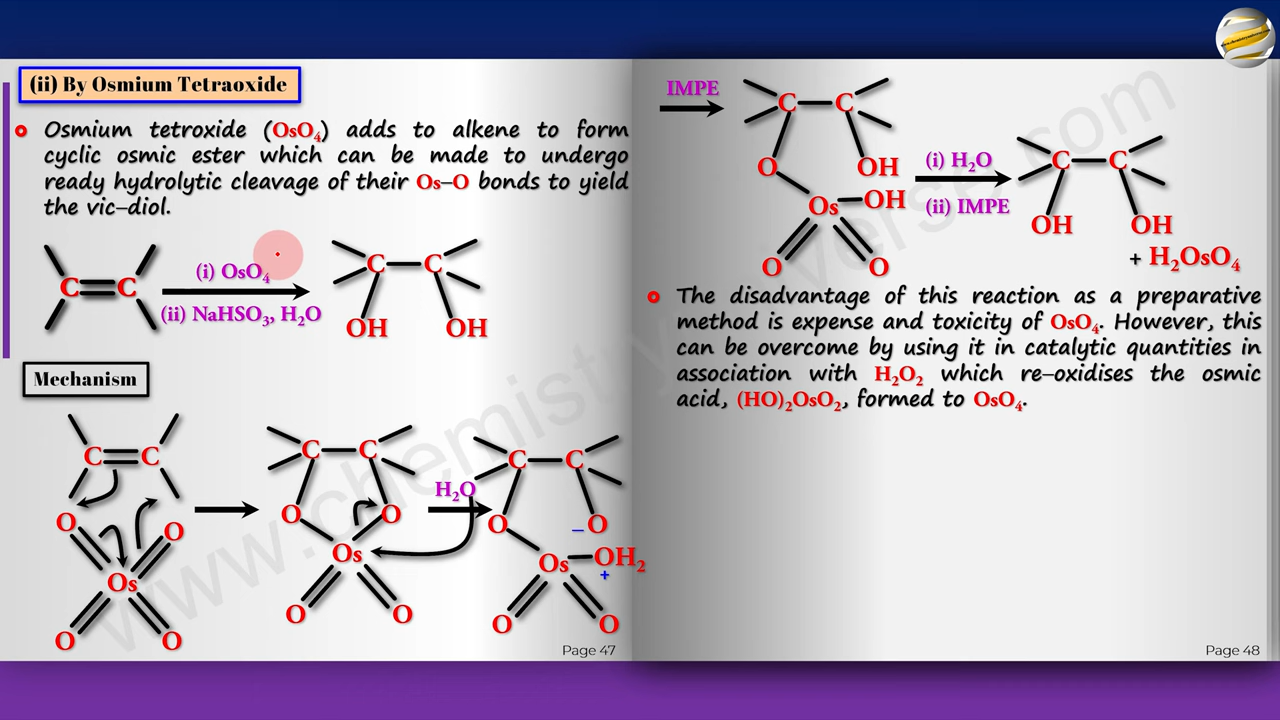 (ii) By Osmium Tetraoxide
Osmium tetroxide (OsO₄) adds to alkene to form
cyclic osmic ester which can be made to undergo
ready hydrolytic cleavage of their Os–O bonds to yield
the vic–diol.
C C
(i) OsO₄
(ii) NaHSO₃, H₂O
C C
OH OH
Mechanism
C C
O O
Os
O O
C C
O O
Os
O O
H₂O
C C
O – O
Os OH₂
+
O O
Page 47
IMPE
C C
O OH
Os OH
O O
(i) H₂O
(ii) IMPE
C C
OH OH
+ H₂OsO₄
The disadvantage of this reaction as a preparative
method is expense and toxicity of OsO₄. However, this
can be overcome by using it in catalytic quantities in
association with H₂O₂ which re–oxidises the osmic
acid, (HO)₂OsO₂, formed to OsO₄.
Page 48
www.chemistry verse.com